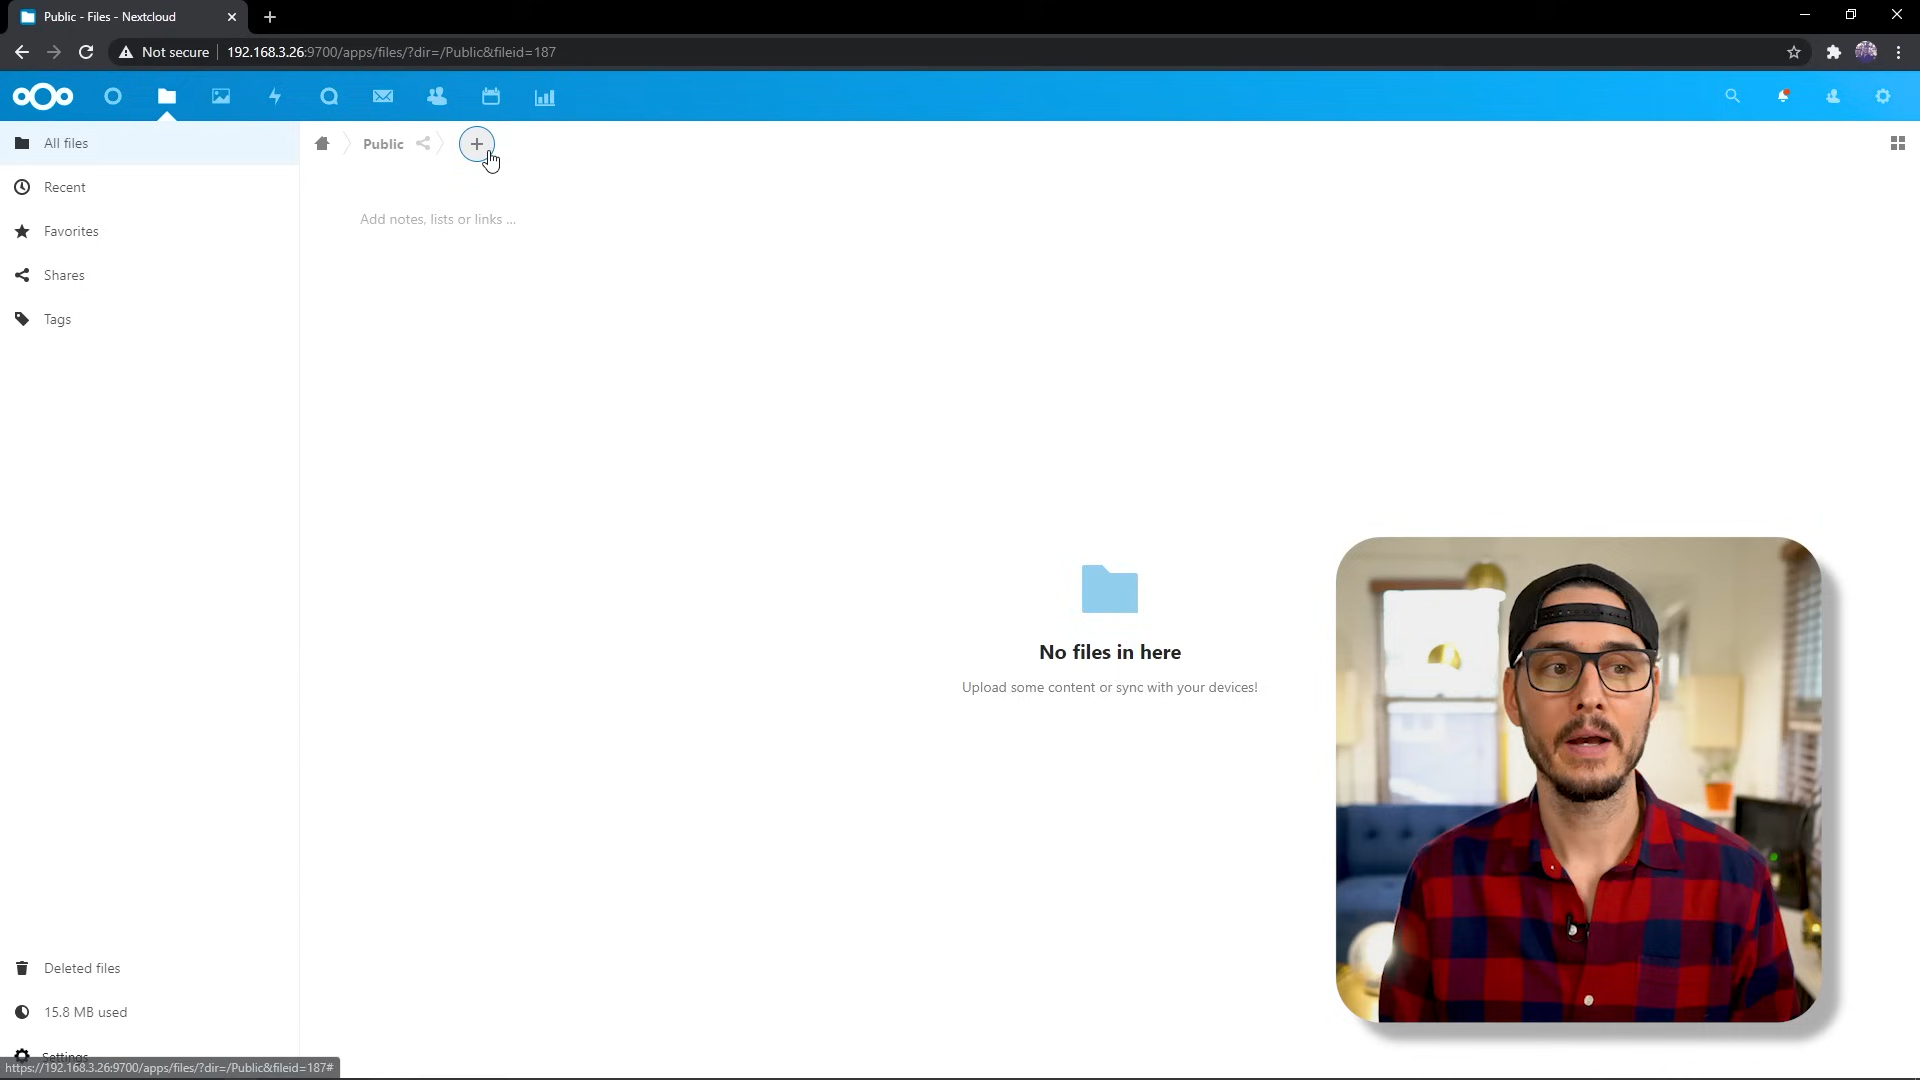 Public - Files - Nextcloud
Not secure
192.168.3.26:9700/apps/files/?dir=/Public&fileid=187
All files
Public
Recent
Add notes, lists or links ...
Favorites
Shares
Tags
No files in here
Upload some content or sync with your devices!
Deleted files
15.8 MB used
Settings
https://192.168.3.26:9700/apps/files/?dir=/Public&fileid=187#